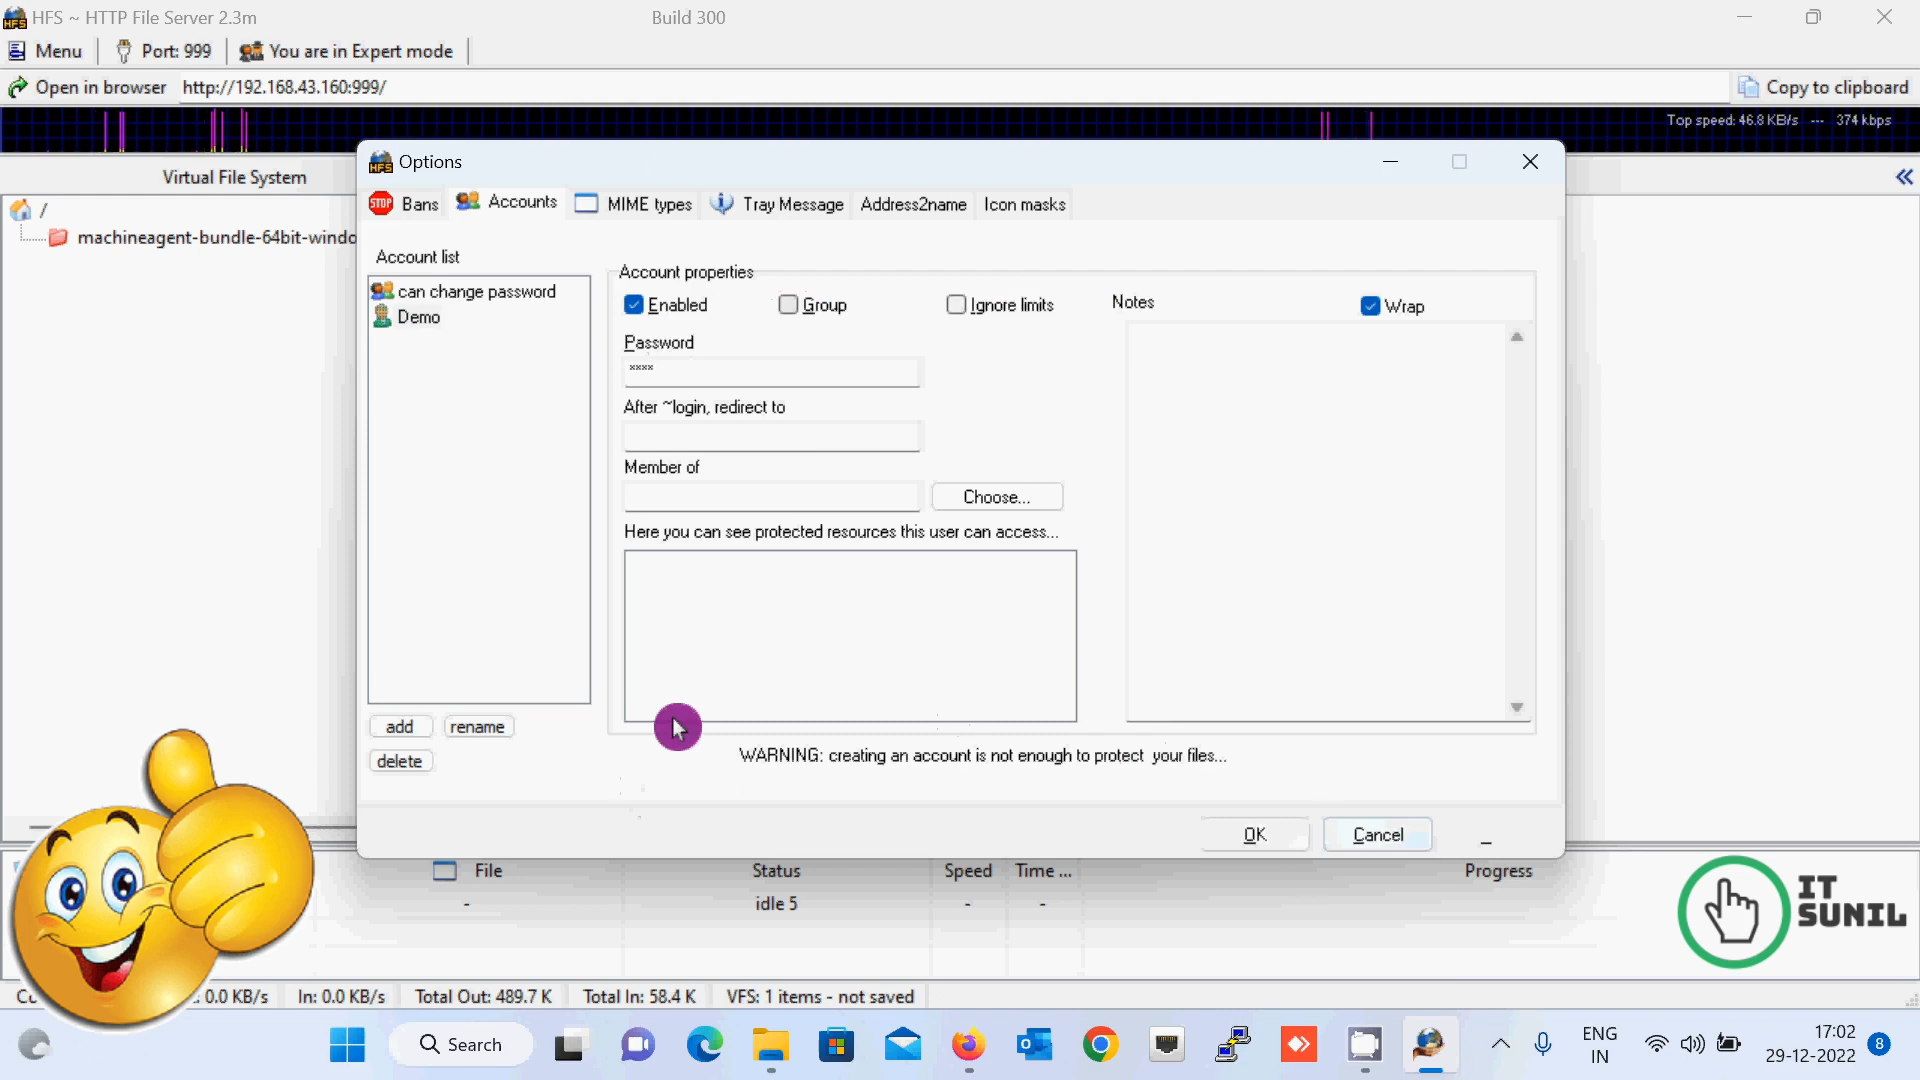 HFS ~ HTTP File Server 2.3m
Build 300
Menu
Port: 999
You are in Expert mode
Open in browser
http://192.168.43.160:999/
Copy to clipboard
Top speed: 46.8 KB/s --- 374 kbps
Virtual File System
/
machineagent-bundle-64bit-windo
Options
Bans
Accounts
MIME types
Tray Message
Address2name
Icon masks
Account list
can change password
Demo
add
rename
delete
Account properties
Enabled
Group
Ignore limits
Notes
Wrap
Password
****
After ~login, redirect to
Member of
Choose...
Here you can see protected resources this user can access...
WARNING: creating an account is not enough to protect your files...
OK
Cancel
File
Status
Speed
Time ...
Progress
-
idle 5
-
-
IT
SUNIL
0.0 KB/s
In: 0.0 KB/s
Total Out: 489.7 K
Total In: 58.4 K
VFS: 1 items - not saved
Search
ENG
IN
17:02
29-12-2022
8